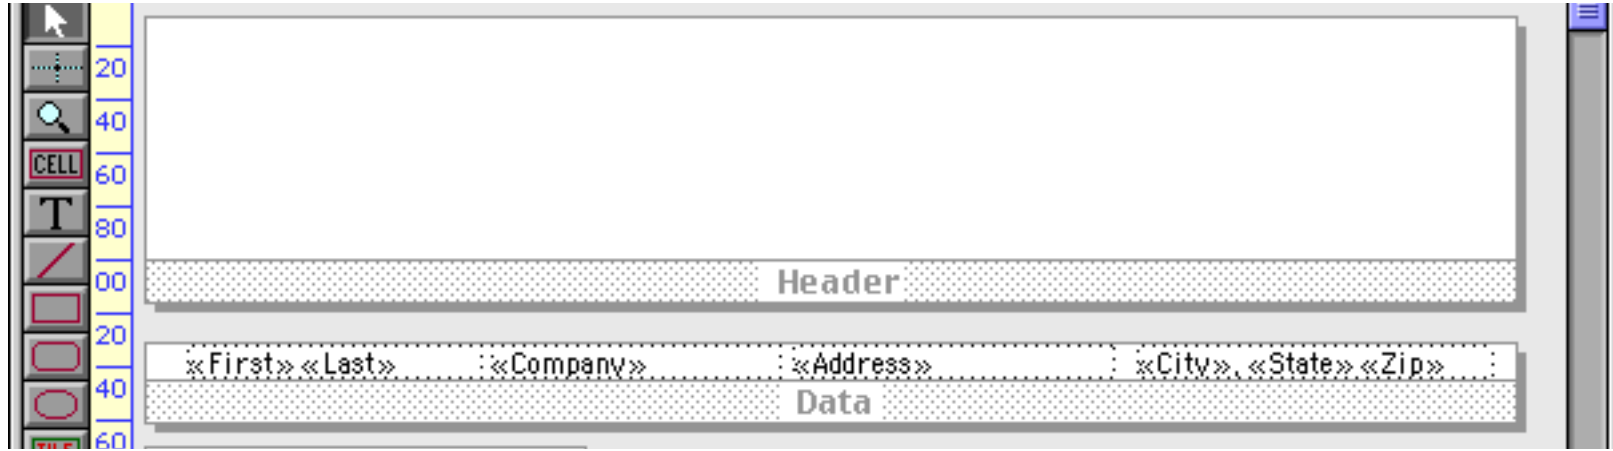 20
40
CELL
60
T
80
00
Header
20
«First» «Last» «Company» «Address» «City», «State» «Zip»
40
Data
60